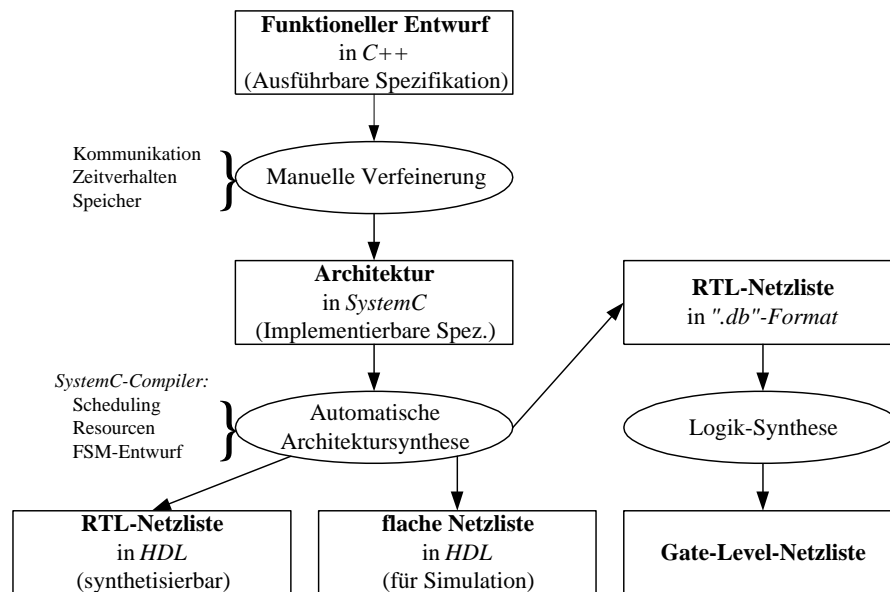 Funktioneller Entwurf
in C++
(Ausführbare Spezifikation)
Kommunikation
Zeitverhalten
Speicher
Manuelle Verfeinerung
Architektur
in SystemC
(Implementierbare Spez.)
RTL-Netzliste
in ".db"-Format
SystemC-Compiler:
Scheduling
Resourcen
FSM-Entwurf
Automatische
Architektursynthese
Logik-Synthese
RTL-Netzliste
in HDL
(synthetisierbar)
flache Netzliste
in HDL
(für Simulation)
Gate-Level-Netzliste